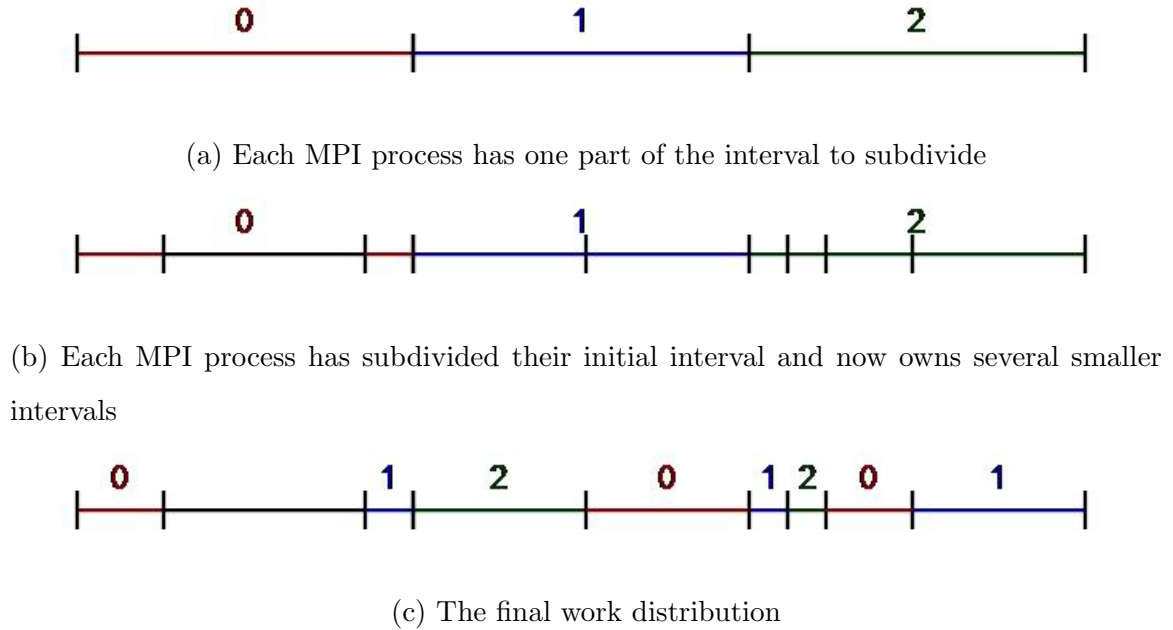 0 1 2
(a) Each MPI process has one part of the interval to subdivide
0 1 2
(b) Each MPI process has subdivided their initial interval and now owns several smaller
intervals
0 1 2 0 1 2 0 1
(c) The final work distribution